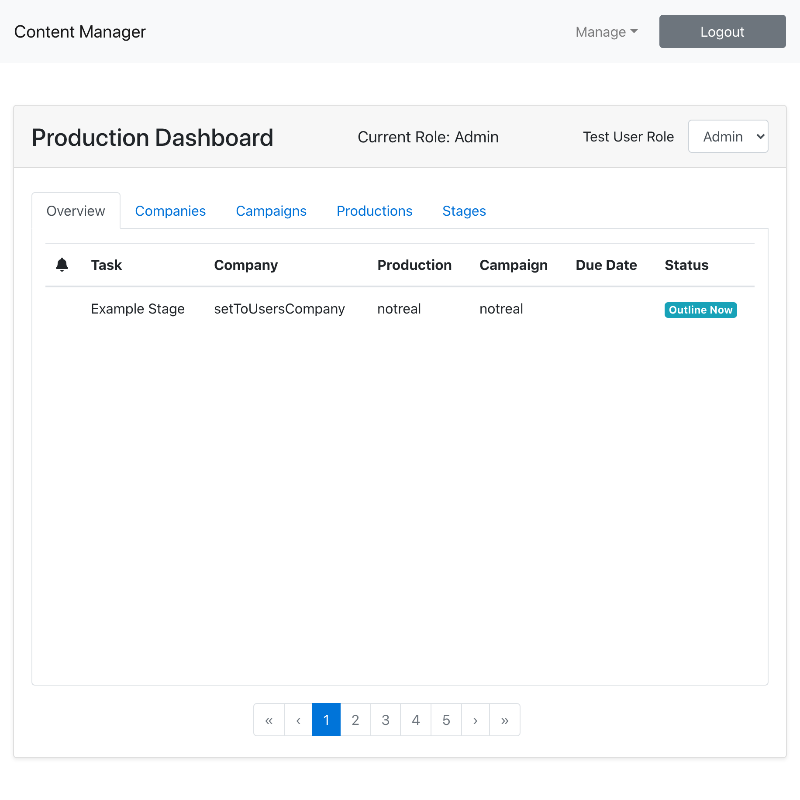 Content Manager Manage Logout
Production Dashboard Current Role: Admin Test User Role Admin
Overview Companies Campaigns Productions Stages
Task Company Production Campaign Due Date Status
Example Stage setToUsersCompany notreal notreal Outline Now
« ‹ 1 2 3 4 5 › »